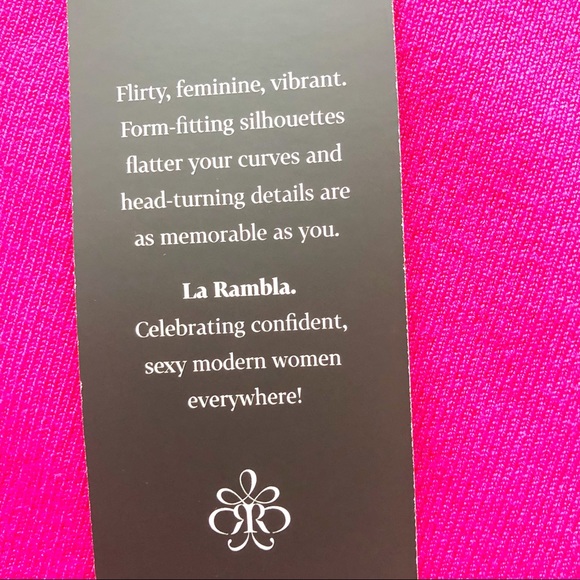 Flirty, feminine, vibrant.
Form-fitting silhouettes
flatter your curves and
head-turning details are
as memorable as you.
La Rambla.
Celebrating confident,
sexy modern women
everywhere!